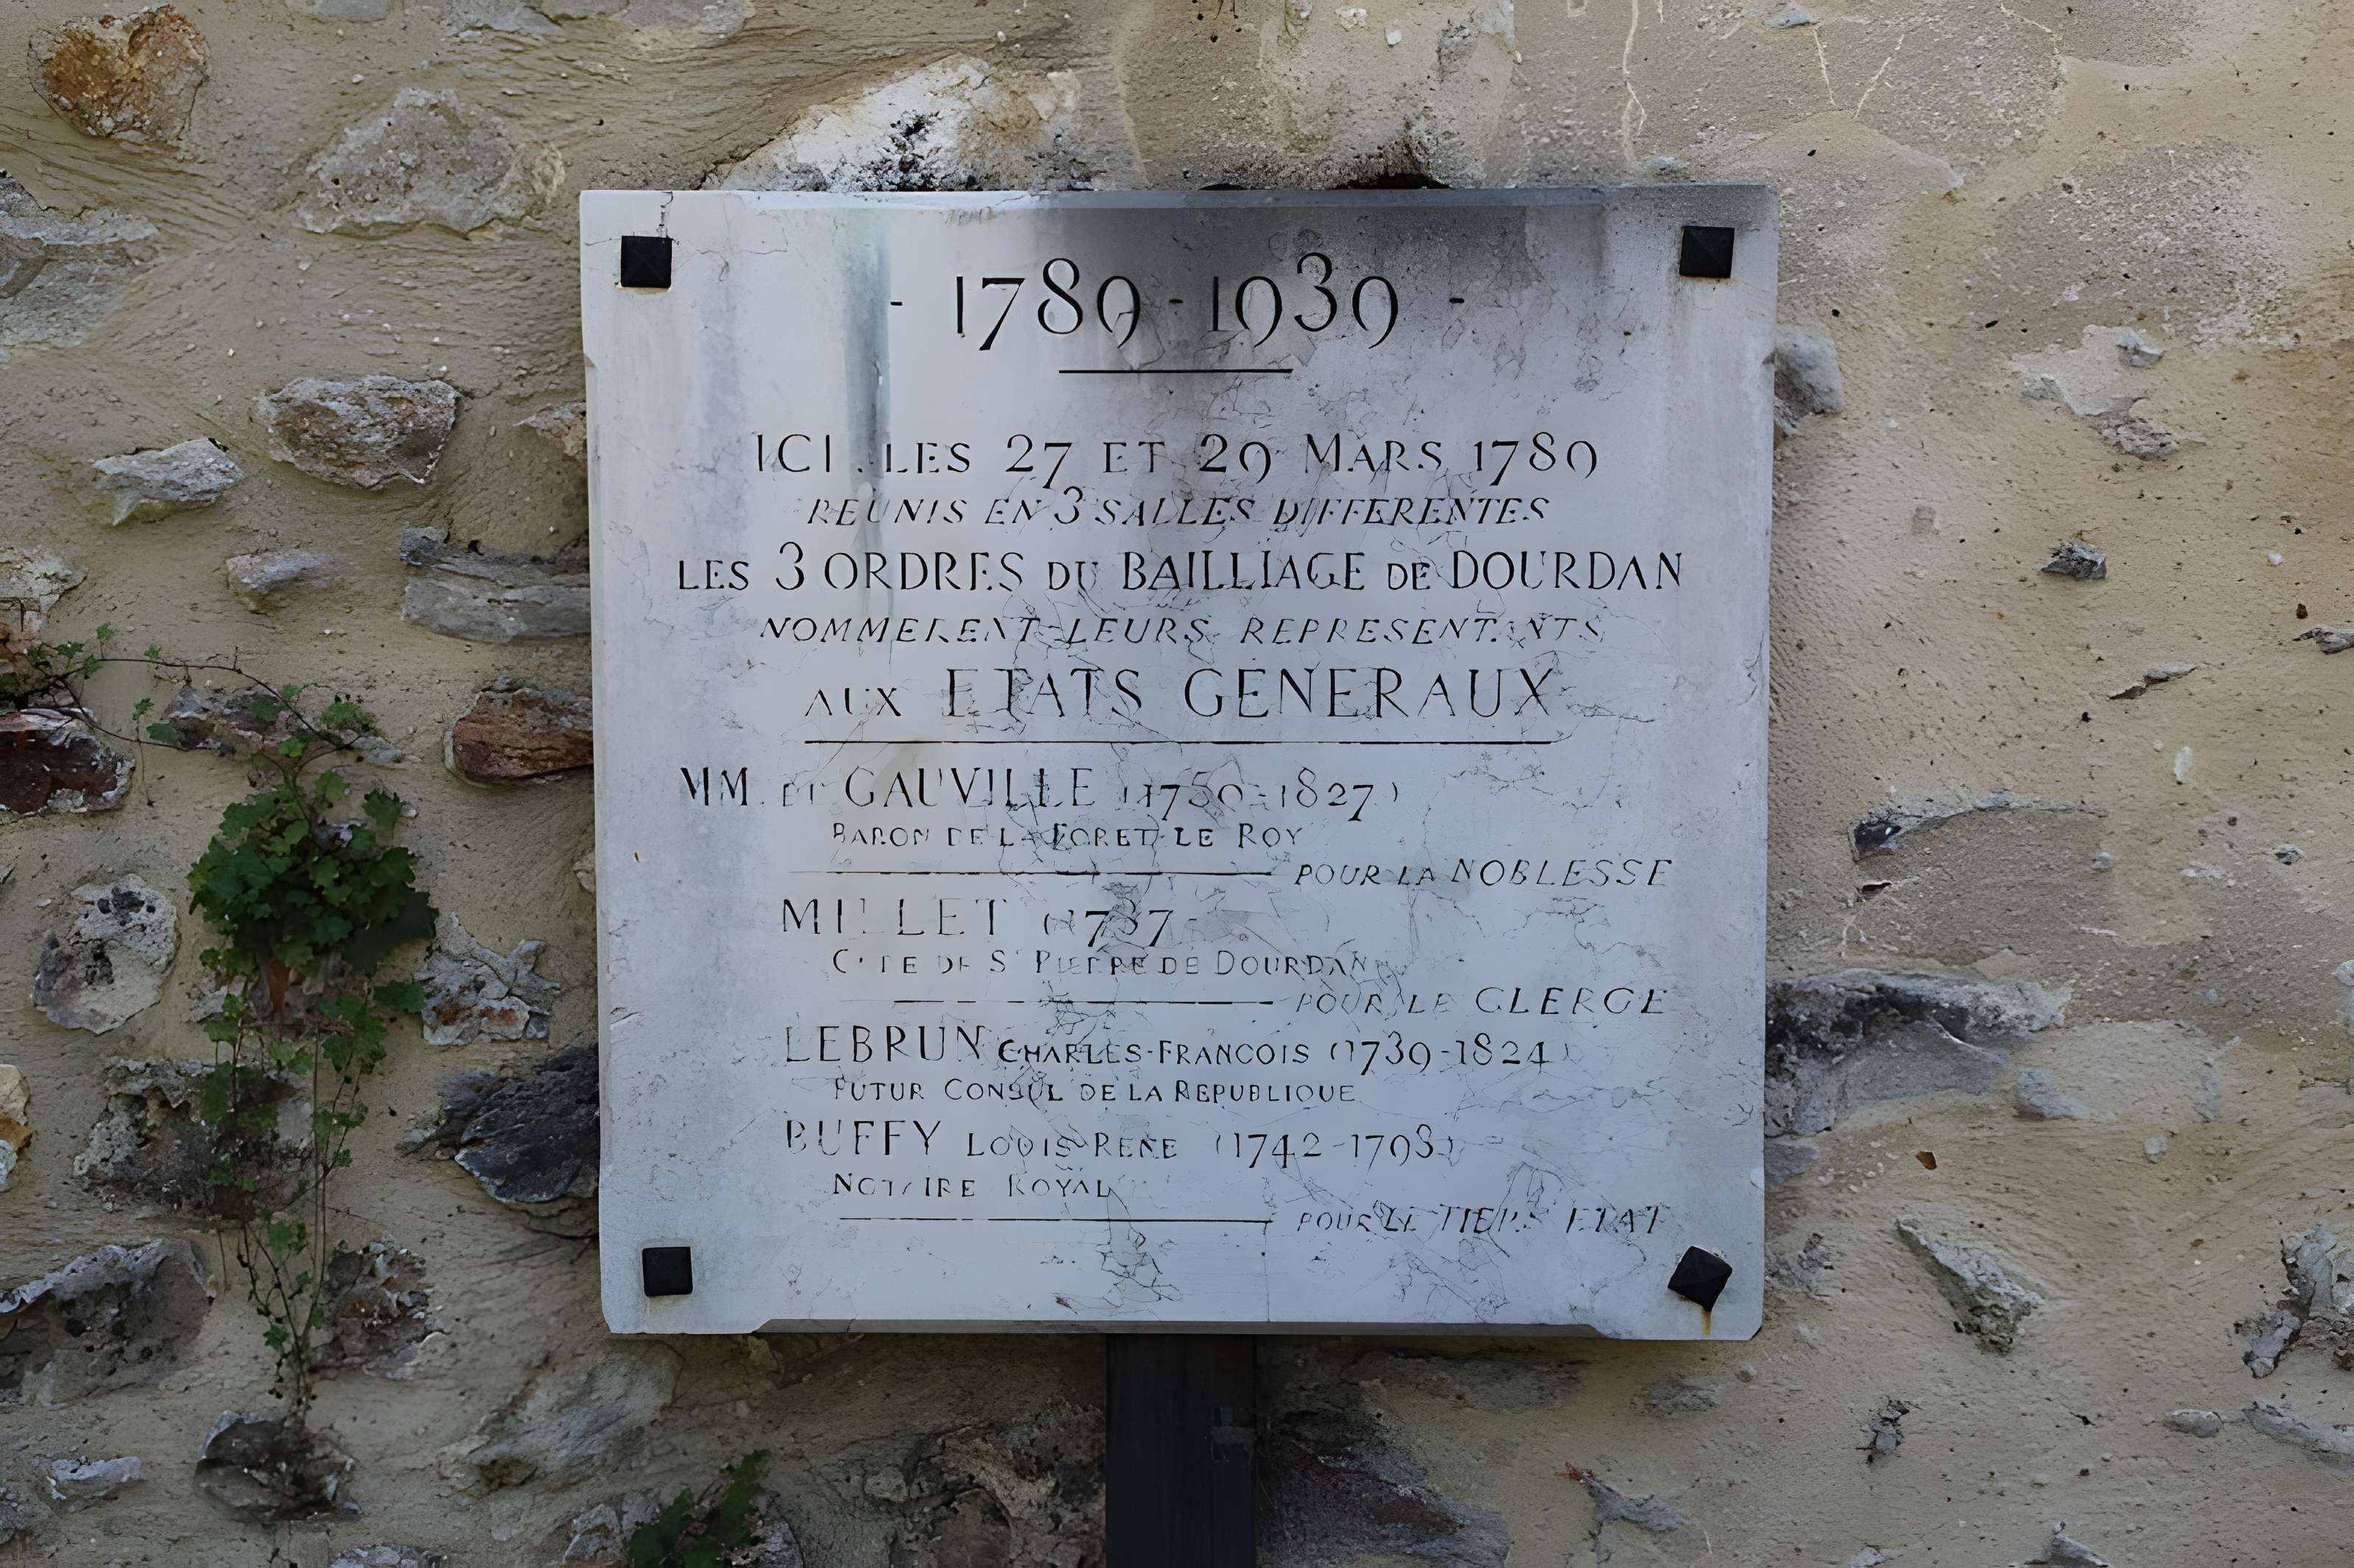 - 1789 - 1939 -
ICI . LES 27 ET 29 MARS 1789
REUNIS EN 3 SALLES DIFFERENTES
LES 3 ORDRES DU BAILLIAGE DE DOURDAN
NOMMERENT LEURS REPRESENTANTS
AUX ETATS GENERAUX
MM. DE GAUVILLE (1750-1827)
BARON DE LA FORET LE ROY
POUR LA NOBLESSE
MILLET (1737-
DE ST PIERRE DE DOURDAN
POUR LE CLERGE
LEBRUN CHARLES-FRANCOIS (1739-1824)
FUTUR CONSUL DE LA REPUBLIQUE
BUFFY LOUIS-RENE (1742-1798)
NOTAIRE ROYAL
POUR LE TIERS ETAT